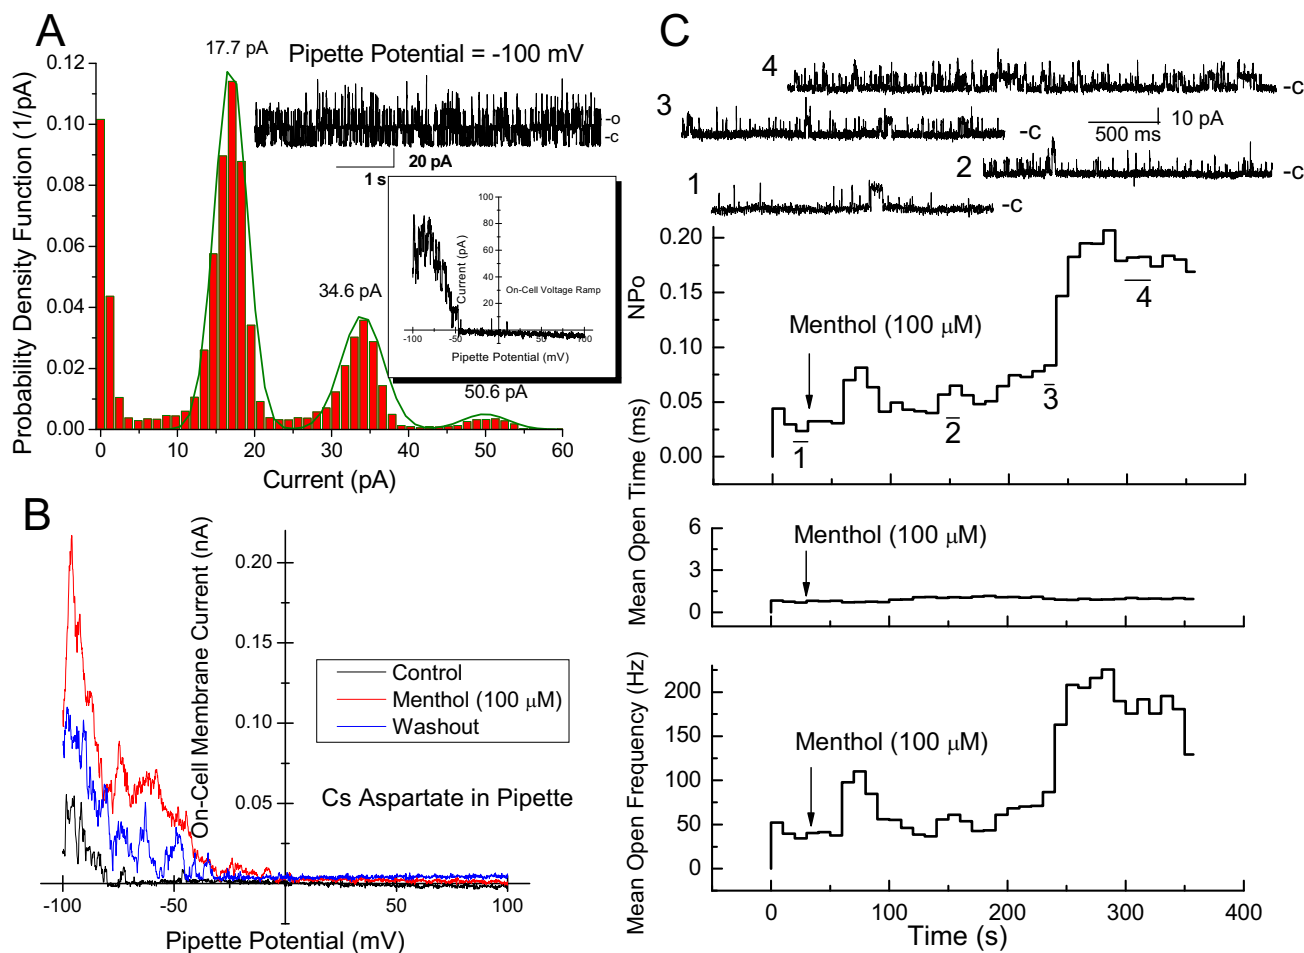 A
17.7 pA
Pipette Potential = -100 mV
Probability Density Function (1/pA)
0.12
0.10
0.08
0.06
0.04
0.02
0.00
-o
-c
20 pA
1 s
34.6 pA
50.6 pA
100
80
60
40
20
Current (pA)
On-Cell Voltage Ramp
-100
-50
0
50
100
Pipette Potential (mV)
0
10
20
30
40
50
60
Current (pA)
B
On-Cell Membrane Current (nA)
0.20
0.15
0.10
0.05
Control
Menthol (100 μM)
Washout
Cs Aspartate in Pipette
-100
-50
0
50
100
Pipette Potential (mV)
C
4
-c
3
-c
10 pA
500 ms
2
-c
1
-c
NPo
0.20
0.15
0.10
0.05
0.00
Menthol (100 μM)
1
2
3
4
Mean Open Time (ms)
6
3
0
Menthol (100 μM)
Mean Open Frequency (Hz)
200
150
100
50
0
Menthol (100 μM)
0
100
200
300
400
Time (s)